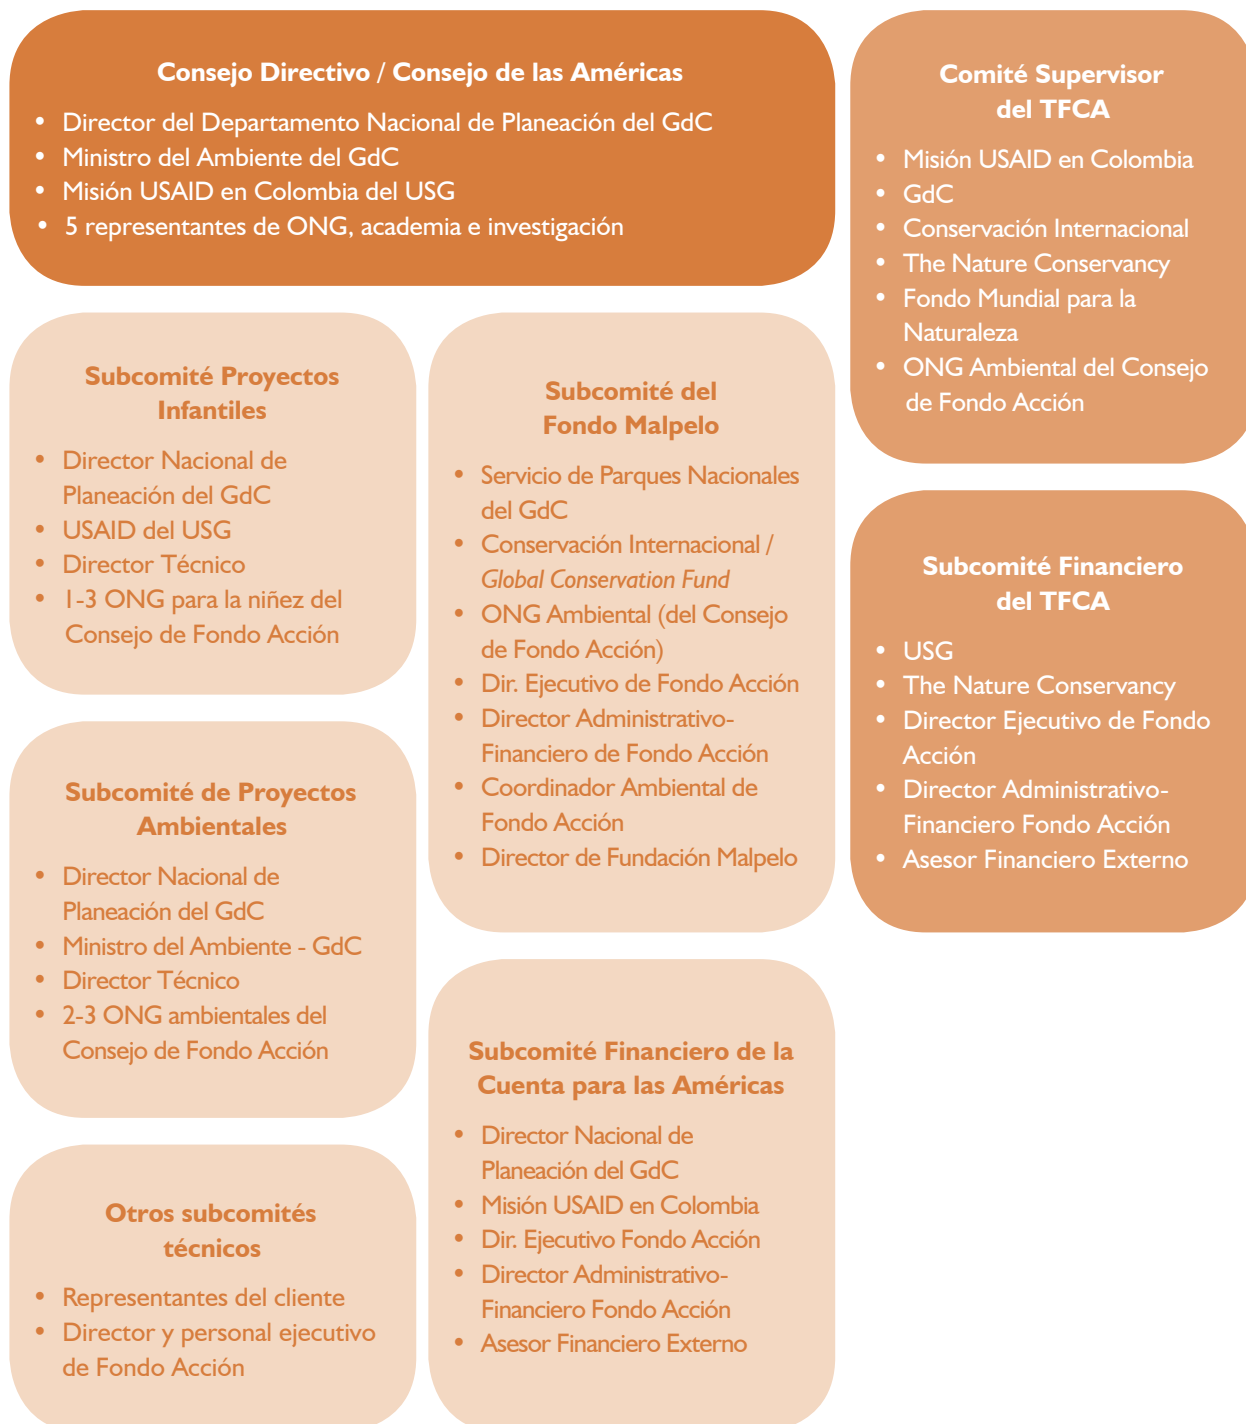 Consejo Directivo / Consejo de las Américas
• Director del Departamento Nacional de Planeación del GdC
• Ministro del Ambiente del GdC
• Misión USAID en Colombia del USG
• 5 representantes de ONG, academia e investigación
Comité Supervisor
del TFCA
• Misión USAID en Colombia
• GdC
• Conservación Internacional
• The Nature Conservancy
• Fondo Mundial para la
Naturaleza
• ONG Ambiental del Consejo
de Fondo Acción
Subcomité Proyectos
Infantiles
• Director Nacional de
Planeación del GdC
• USAID del USG
• Director Técnico
• 1-3 ONG para la niñez del
Consejo de Fondo Acción
Subcomité del
Fondo Malpelo
• Servicio de Parques Nacionales
del GdC
• Conservación Internacional /
Global Conservation Fund
• ONG Ambiental (del Consejo
de Fondo Acción)
• Dir. Ejecutivo de Fondo Acción
• Director Administrativo-
Financiero de Fondo Acción
• Coordinador Ambiental de
Fondo Acción
• Director de Fundación Malpelo
Subcomité Financiero
del TFCA
• USG
• The Nature Conservancy
• Director Ejecutivo de Fondo
Acción
• Director Administrativo-
Financiero Fondo Acción
• Asesor Financiero Externo
Subcomité de Proyectos
Ambientales
• Director Nacional de
Planeación del GdC
• Ministro del Ambiente - GdC
• Director Técnico
• 2-3 ONG ambientales del
Consejo de Fondo Acción
Subcomité Financiero de la
Cuenta para las Américas
• Director Nacional de
Planeación del GdC
• Misión USAID en Colombia
• Dir. Ejecutivo Fondo Acción
• Director Administrativo-
Financiero Fondo Acción
• Asesor Financiero Externo
Otros subcomités
técnicos
• Representantes del cliente
• Director y personal ejecutivo
de Fondo Acción